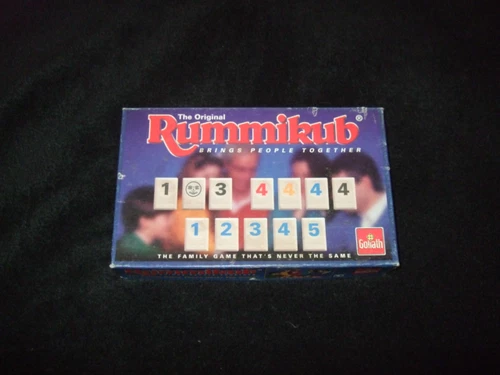 The Original
Rummikub®
BRINGS PEOPLE TOGETHER
1 3 4 4 4 4
1 2 3 4 5
Goliath
THE FAMILY GAME THAT'S NEVER THE SAME